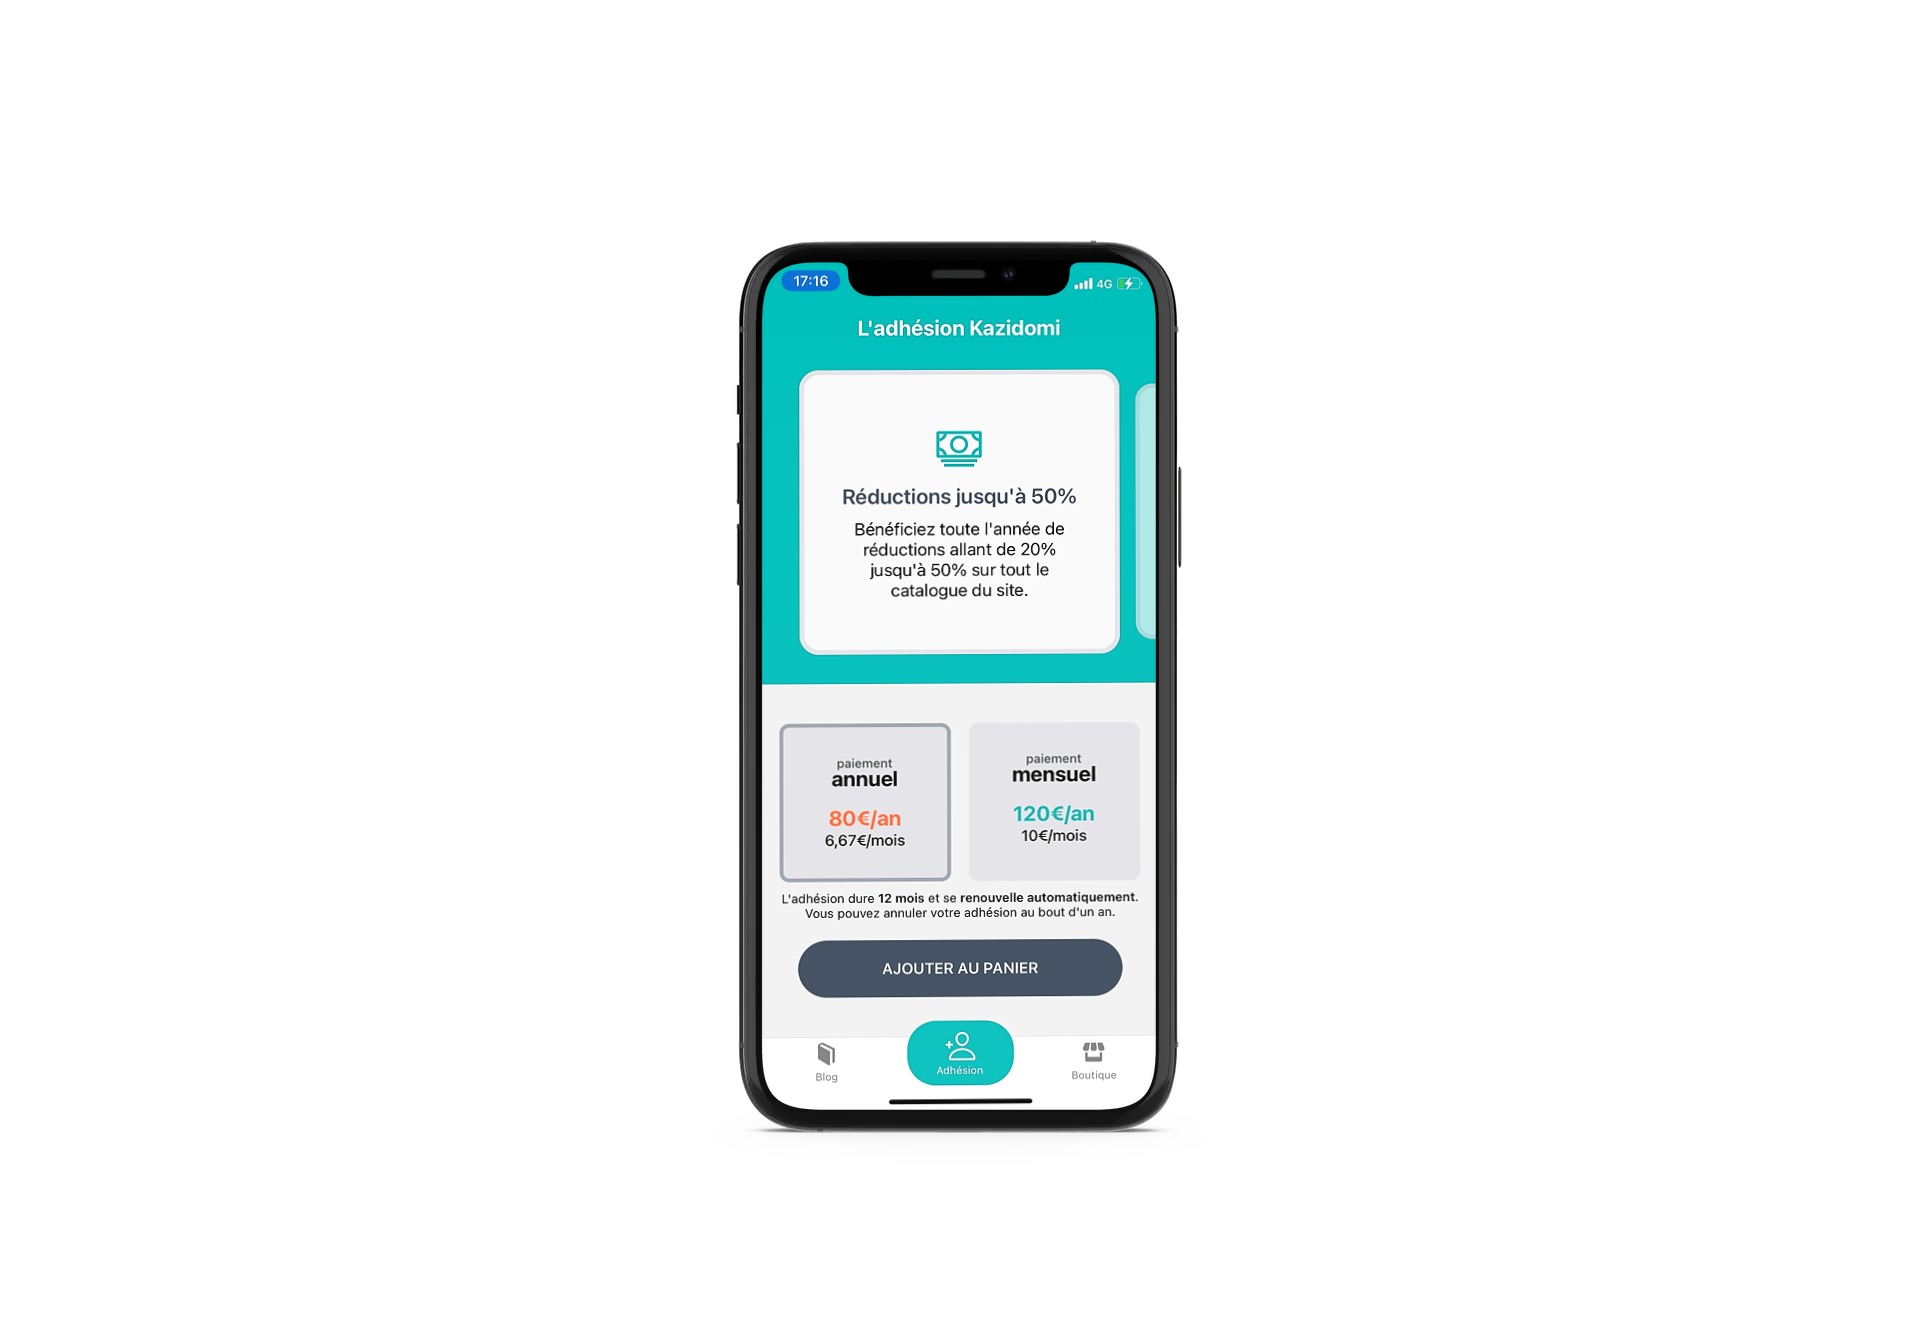 17:16
4G
L'adhésion Kazidomi
Réductions jusqu'à 50%
Bénéficiez toute l'année de
réductions allant de 20%
jusqu'à 50% sur tout le
catalogue du site.
paiement
annuel
80€/an
6,67€/mois
paiement
mensuel
120€/an
10€/mois
L'adhésion dure 12 mois et se renouvelle automatiquement.
Vous pouvez annuler votre adhésion au bout d'un an.
AJOUTER AU PANIER
Blog
Adhésion
Boutique